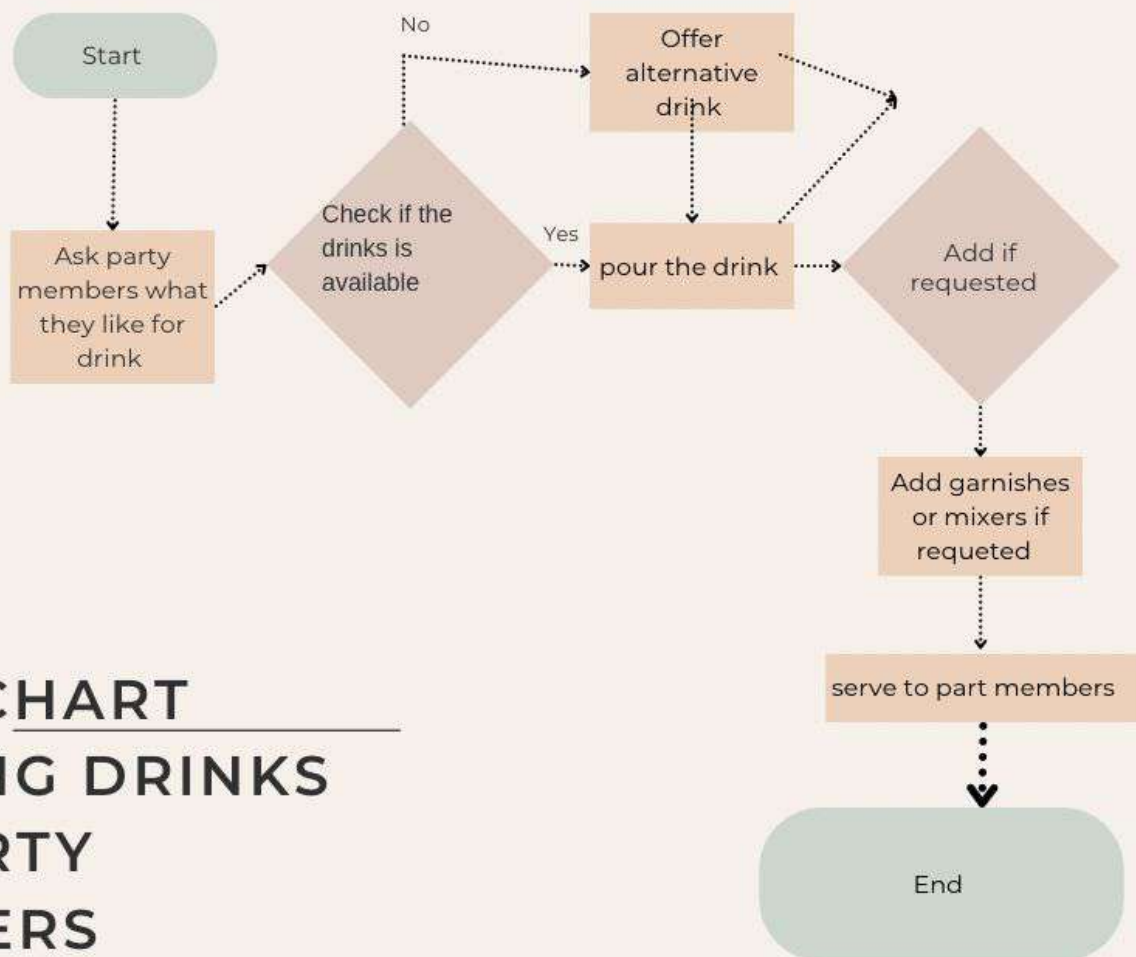 Start
Ask party
members what
they like for
drink
Check if the
drinks is
available
No
Yes
Offer
alternative
drink
pour the drink
Add if
requested
Add garnishes
or mixers if
requeted
serve to part members
End
CHART
NG DRINKS
RTY
ERS